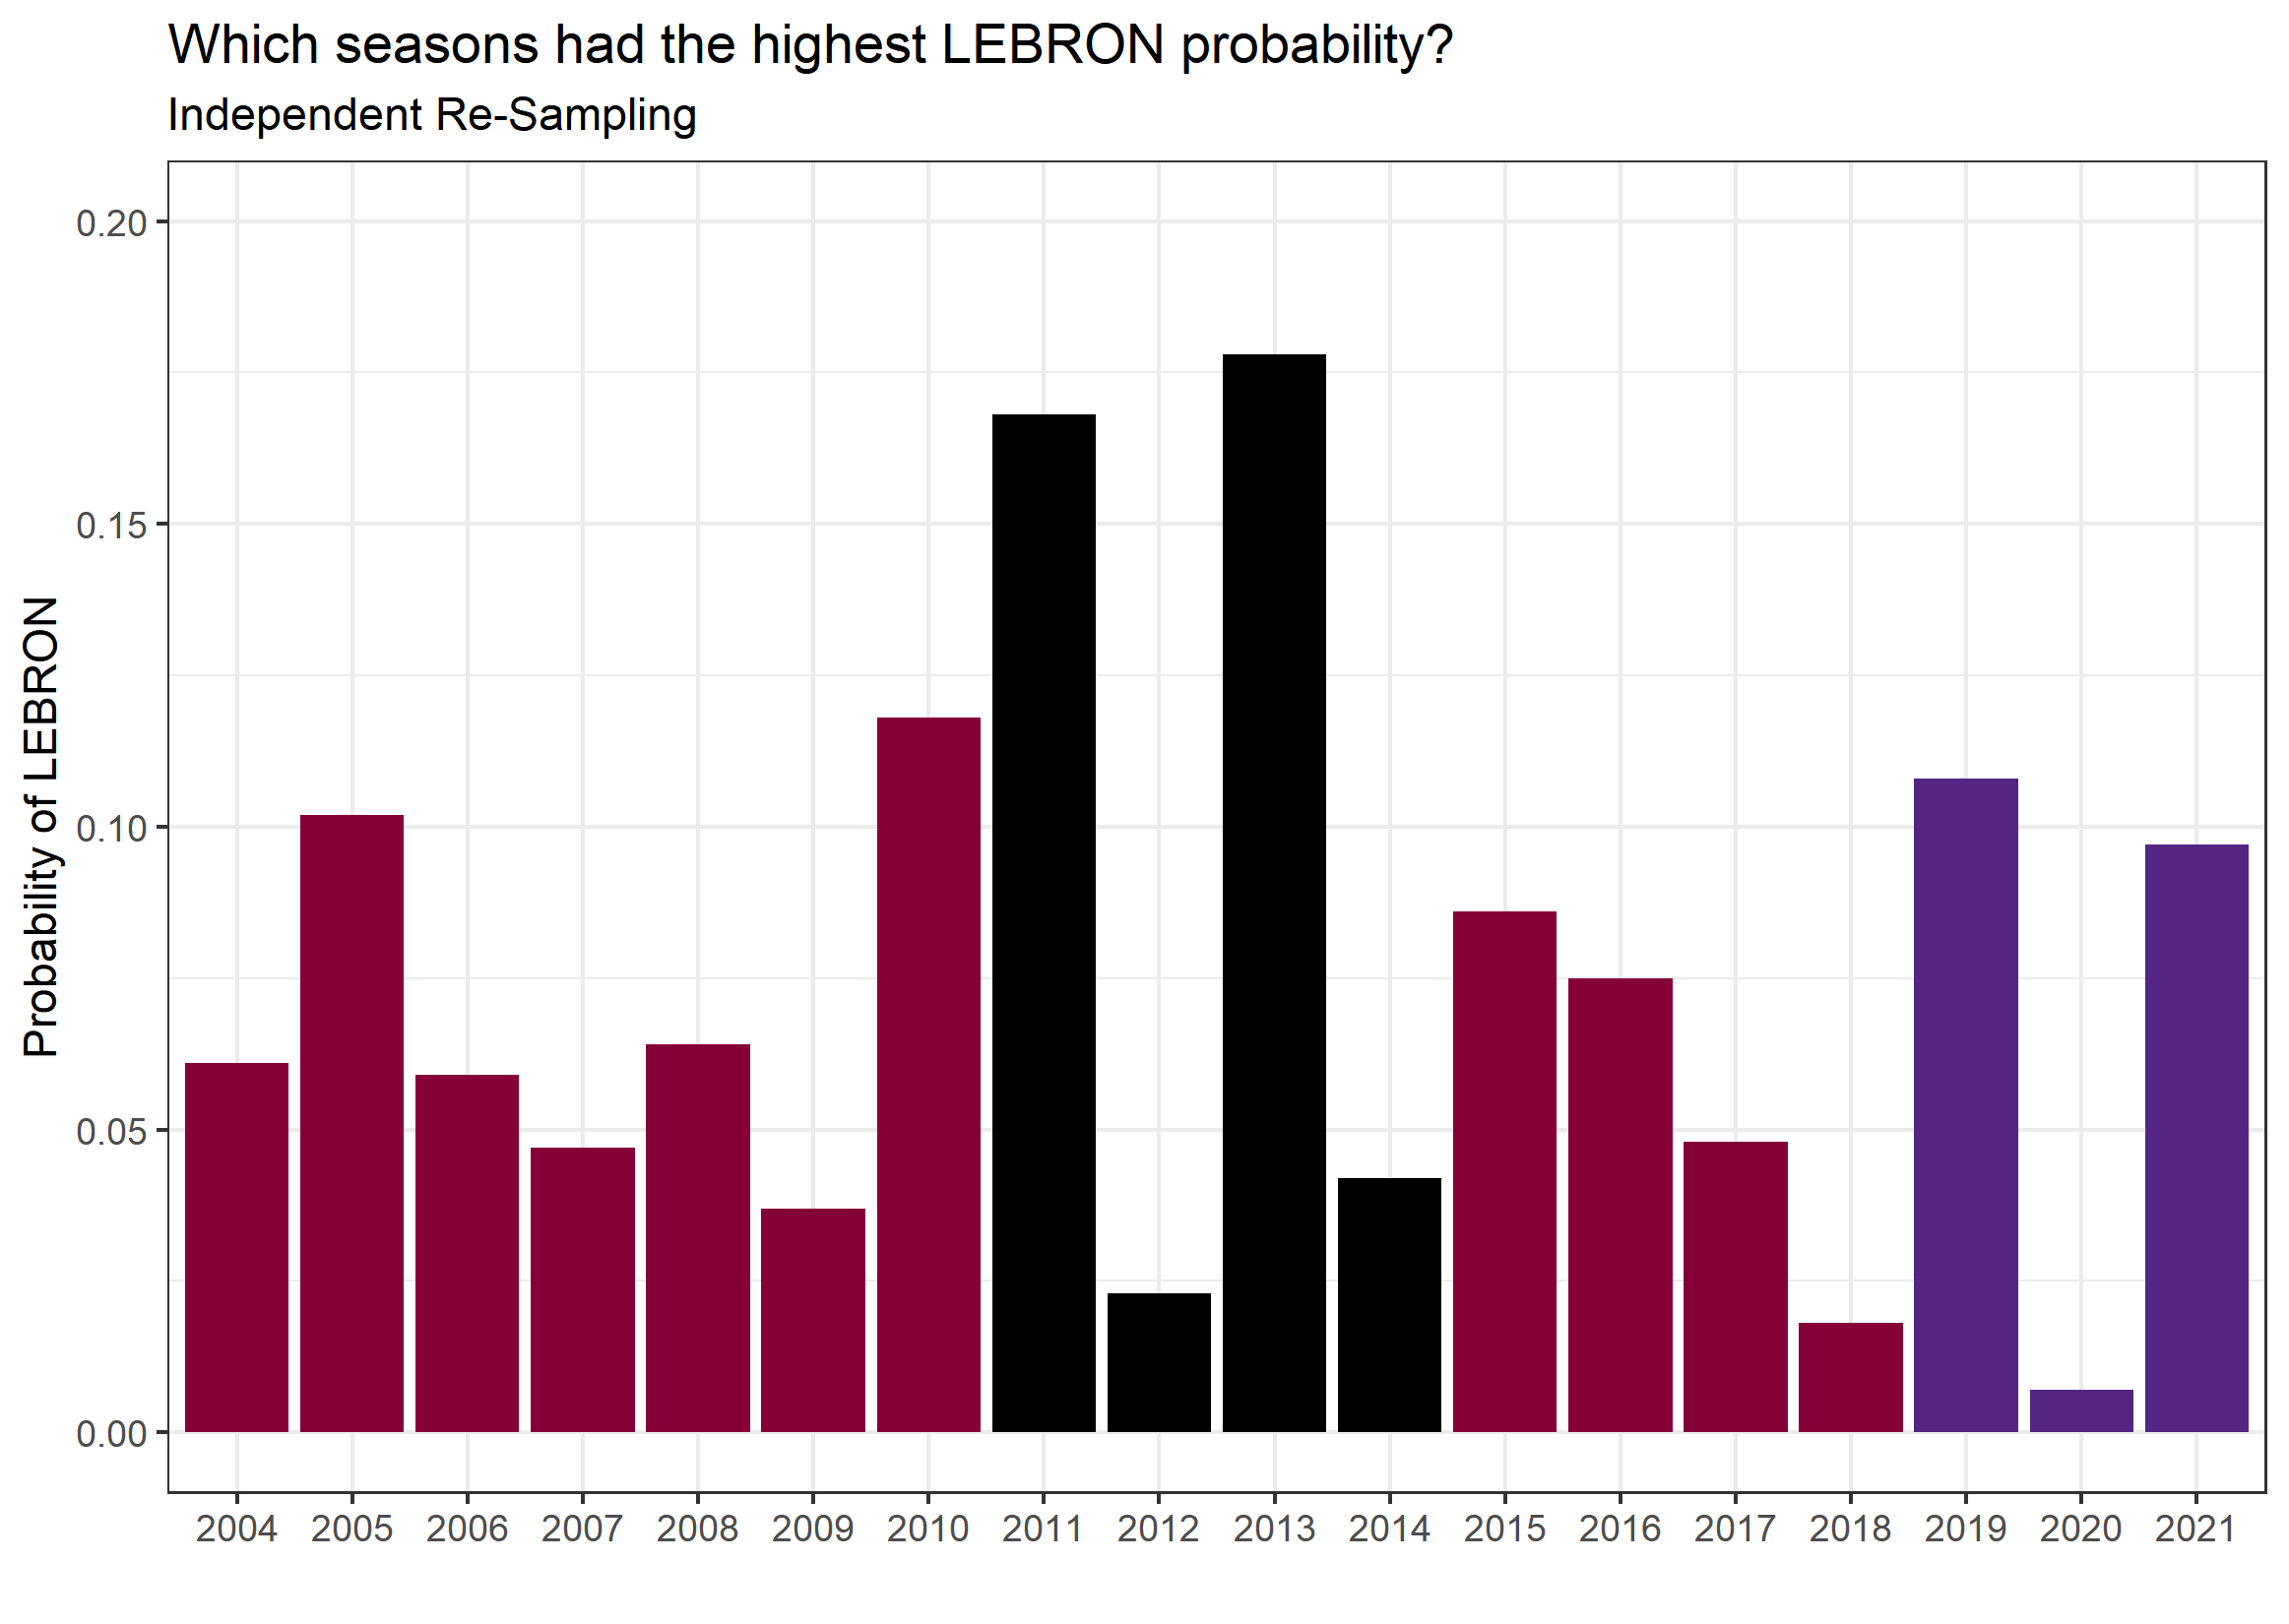 Which seasons had the highest LEBRON probability?
Independent Re-Sampling
Probability of LEBRON
0.20
0.15
0.10
0.05
0.00
2004 2005 2006 2007 2008 2009 2010 2011 2012 2013 2014 2015 2016 2017 2018 2019 2020 2021